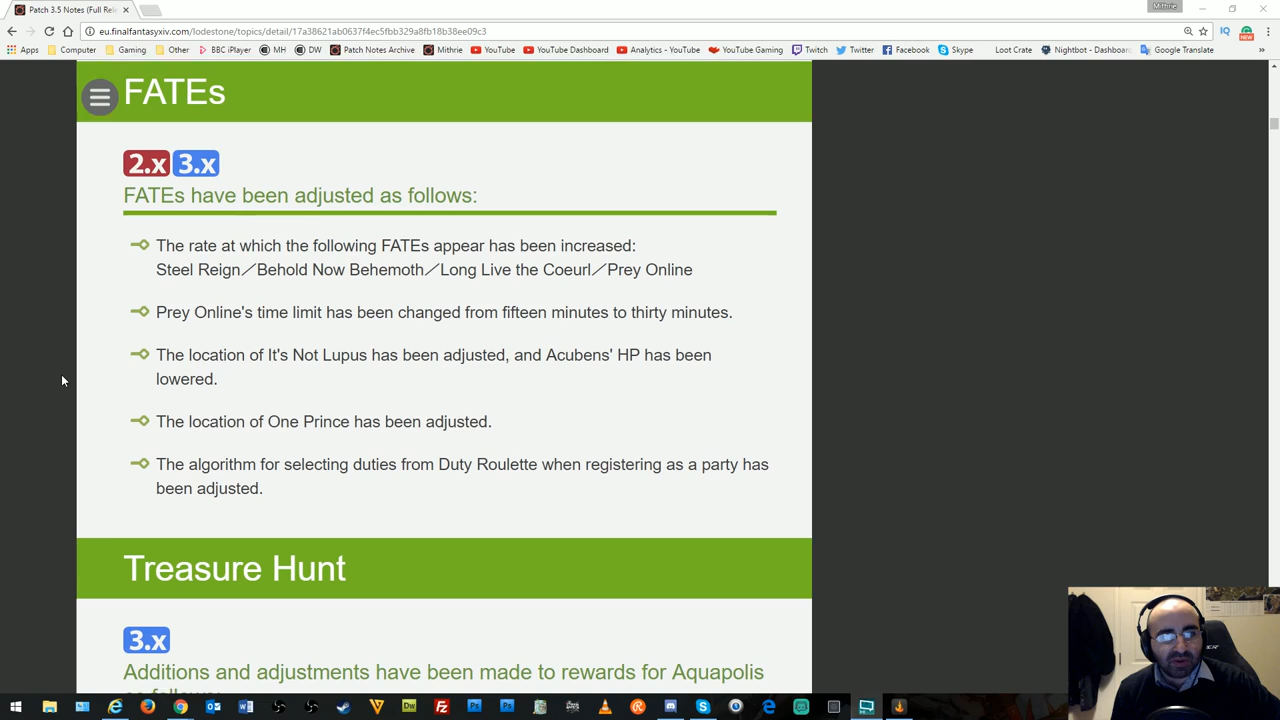 Patch 3.5 Notes (Full Rele
Mithrie
eu.finalfantasyxiv.com/lodestone/topics/detail/17a38621ab0637f4ec5fbb329a8fb18b38ee09c3
Apps Computer Gaming Other BBC iPlayer MH DW Patch Notes Archive Mithrie YouTube YouTube Dashboard Analytics - YouTube YouTube Gaming Twitch Twitter Facebook Skype Loot Crate Nightbot - Dashboar Google Translate »
FATEs
2.x 3.x
FATEs have been adjusted as follows:
The rate at which the following FATEs appear has been increased:
Steel Reign／Behold Now Behemoth／Long Live the Coeurl／Prey Online
Prey Online's time limit has been changed from fifteen minutes to thirty minutes.
The location of It's Not Lupus has been adjusted, and Acubens' HP has been
lowered.
The location of One Prince has been adjusted.
The algorithm for selecting duties from Duty Roulette when registering as a party has
been adjusted.
Treasure Hunt
3.x
Additions and adjustments have been made to rewards for Aquapolis